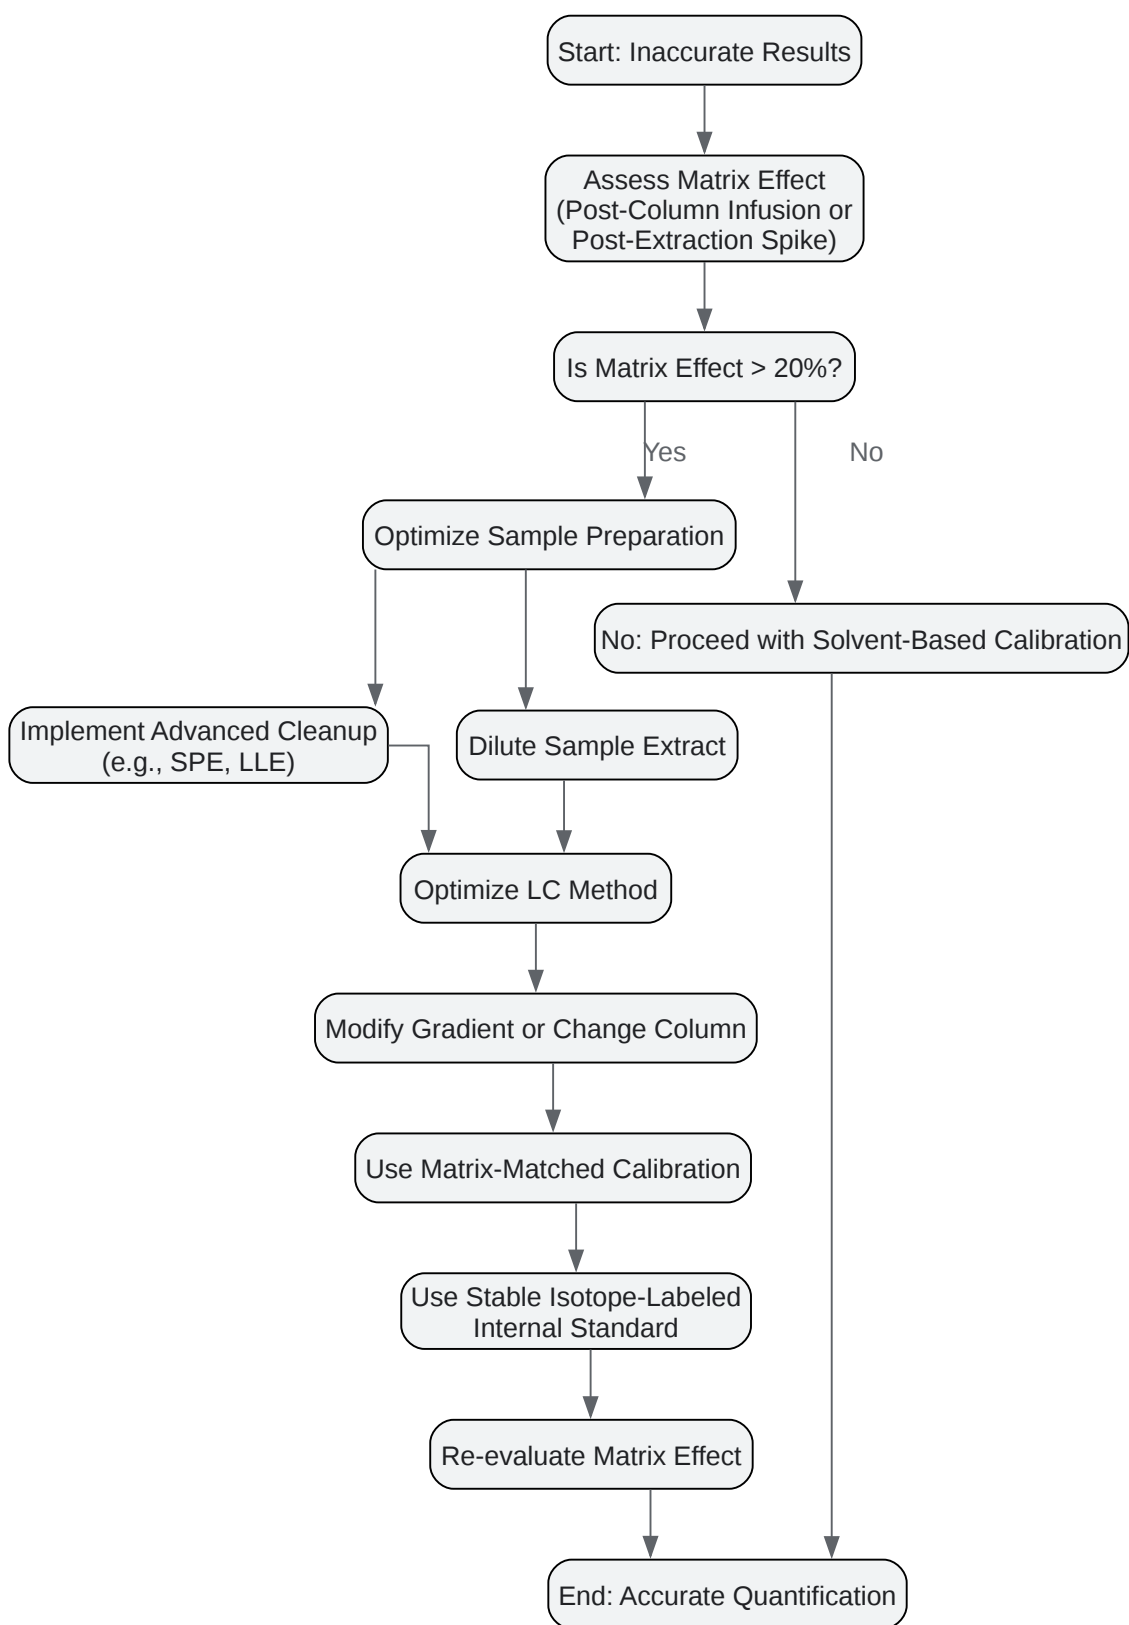 Start: Inaccurate Results
Assess Matrix Effect
(Post-Column Infusion or
Post-Extraction Spike)
Is Matrix Effect > 20%?
Yes
No
Optimize Sample Preparation
No: Proceed with Solvent-Based Calibration
Implement Advanced Cleanup
(e.g., SPE, LLE)
Dilute Sample Extract
Optimize LC Method
Modify Gradient or Change Column
Use Matrix-Matched Calibration
Use Stable Isotope-Labeled
Internal Standard
Re-evaluate Matrix Effect
End: Accurate Quantification